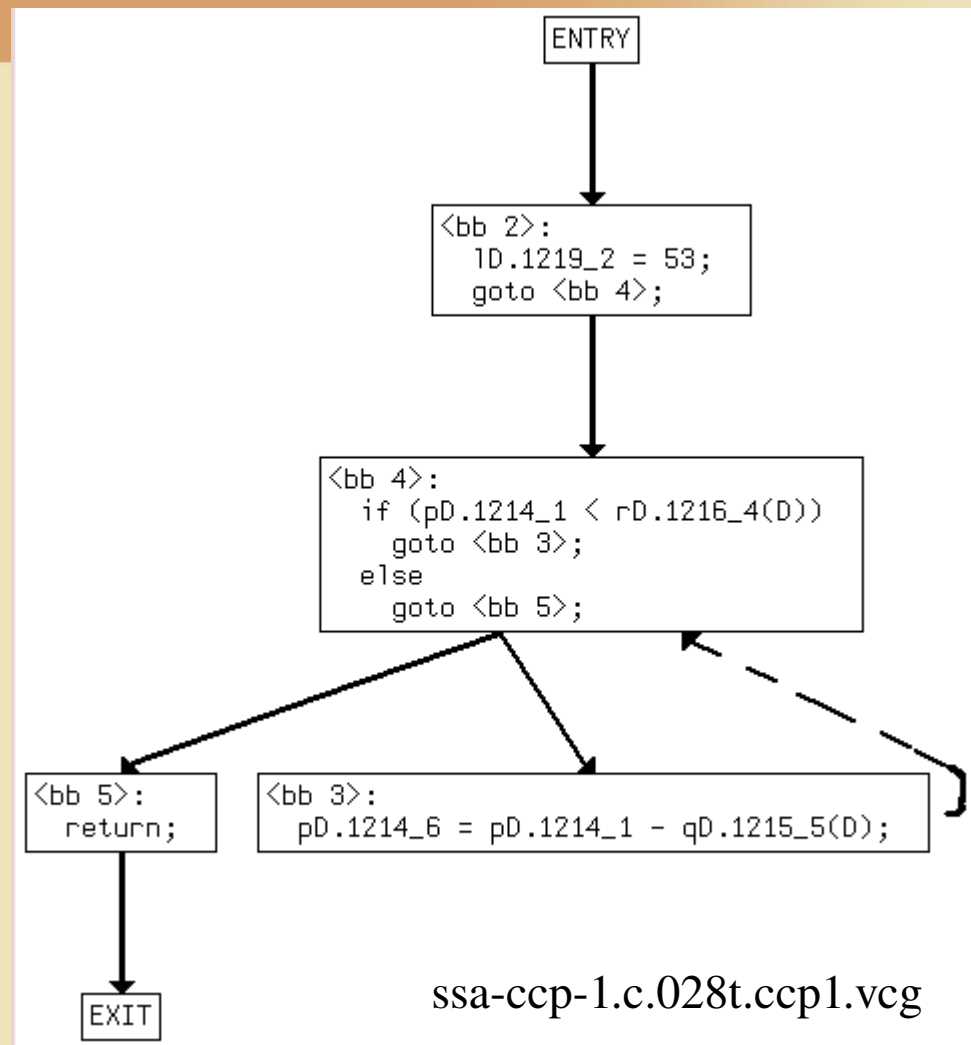 ENTRY
<bb 2>:
lD.1219_2 = 53;
goto <bb 4>;
<bb 4>:
if (pD.1214_1 < rD.1216_4(D))
goto <bb 3>;
else
goto <bb 5>;
<bb 5>:
return;
<bb 3>:
pD.1214_6 = pD.1214_1 - qD.1215_5(D);
EXIT
ssa-ccp-1.c.028t.ccp1.vcg